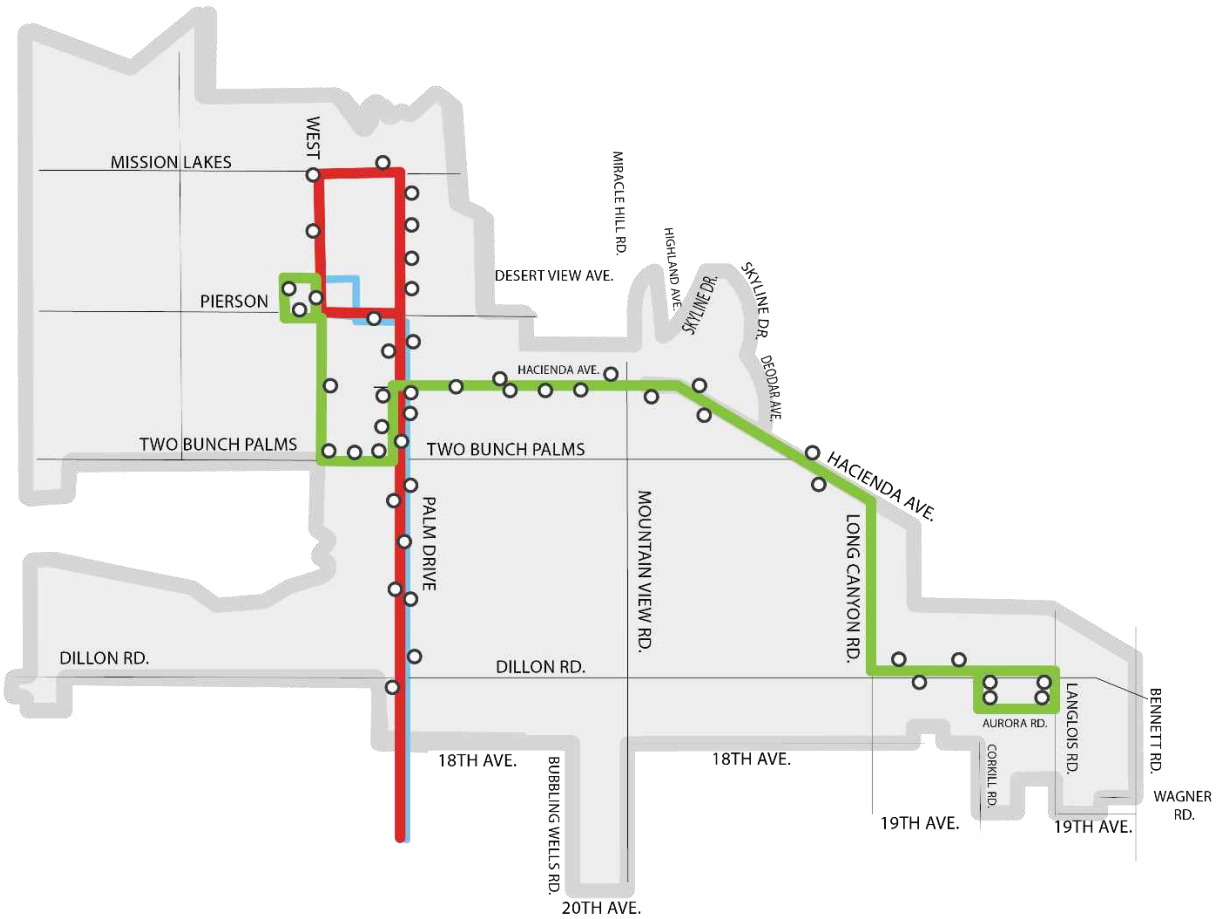 WEST
MISSION LAKES
MIRACLE HILL RD.
HIGHLAND AVE.
SKYLINE DR.
SKYLINE DR.
DESERT VIEW AVE.
PIERSON
HACIENDA AVE.
DEODAR AVE.
TWO BUNCH PALMS
TWO BUNCH PALMS
HACIENDA AVE.
PALM DRIVE
MOUNTAIN VIEW RD.
LONG CANYON RD.
DILLON RD.
DILLON RD.
LANGLOIS RD.
BENNETT RD.
AURORA RD.
18TH AVE.
18TH AVE.
BUBBLING WELLS RD.
CORKILL RD.
WAGNER
RD.
19TH AVE.
19TH AVE.
20TH AVE.